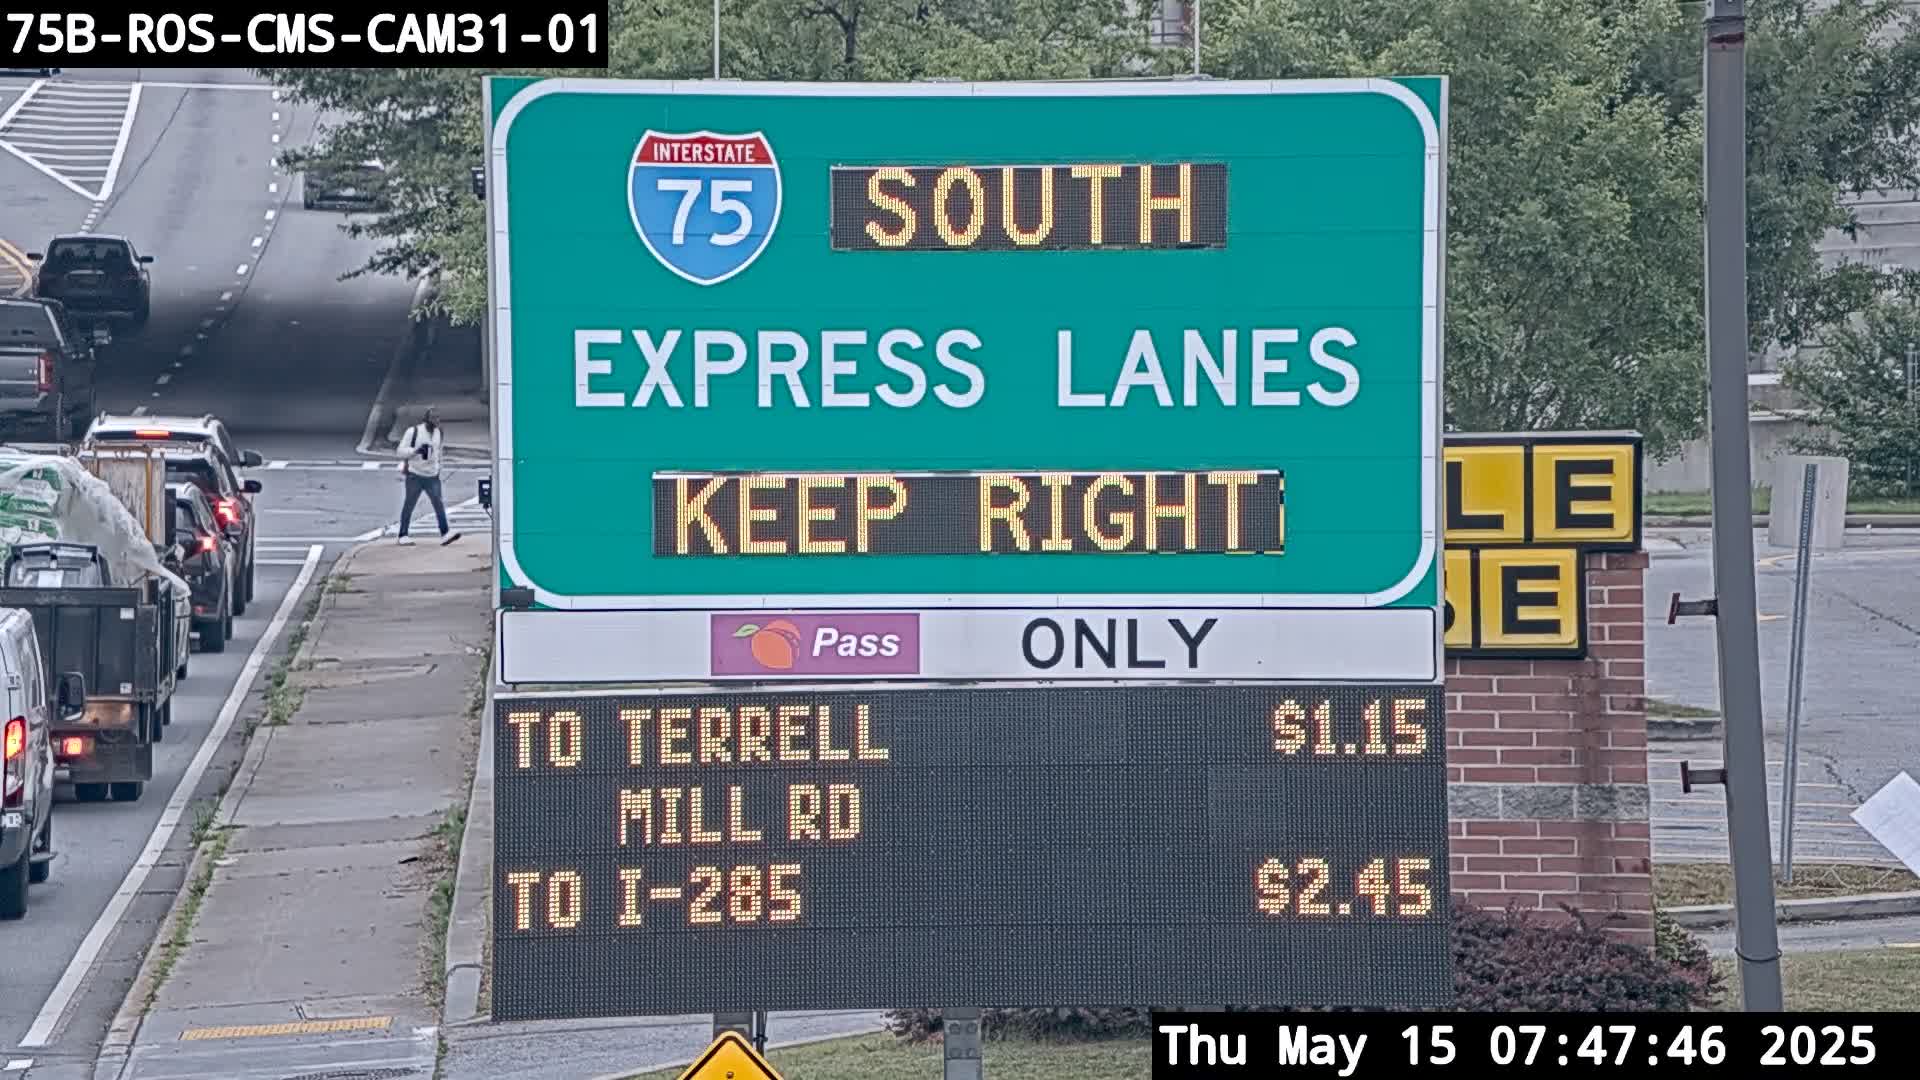 75B-ROS-CMS-CAM31-01
INTERSTATE
75
SOUTH
EXPRESS LANES
KEEP RIGHT
LE
E
Pass
ONLY
TO TERRELL $1.15
MILL RD
TO I-285 $2.45
Thu May 15 07:47:46 2025